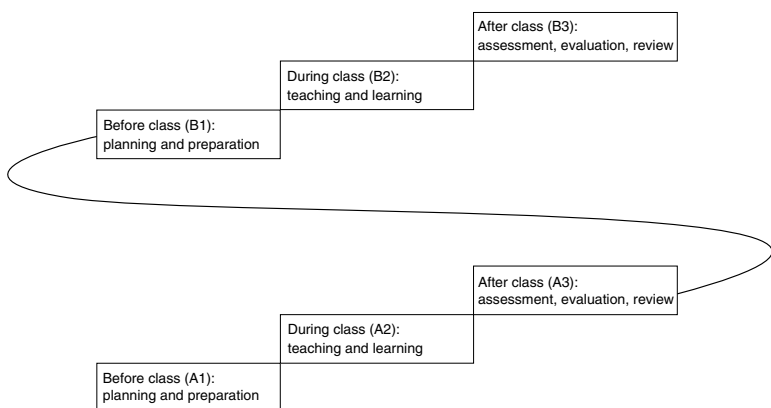 After class (B3):
assessment, evaluation, review
During class (B2):
teaching and learning
Before class (B1):
planning and preparation
After class (A3):
assessment, evaluation, review
During class (A2):
teaching and learning
Before class (A1):
planning and preparation